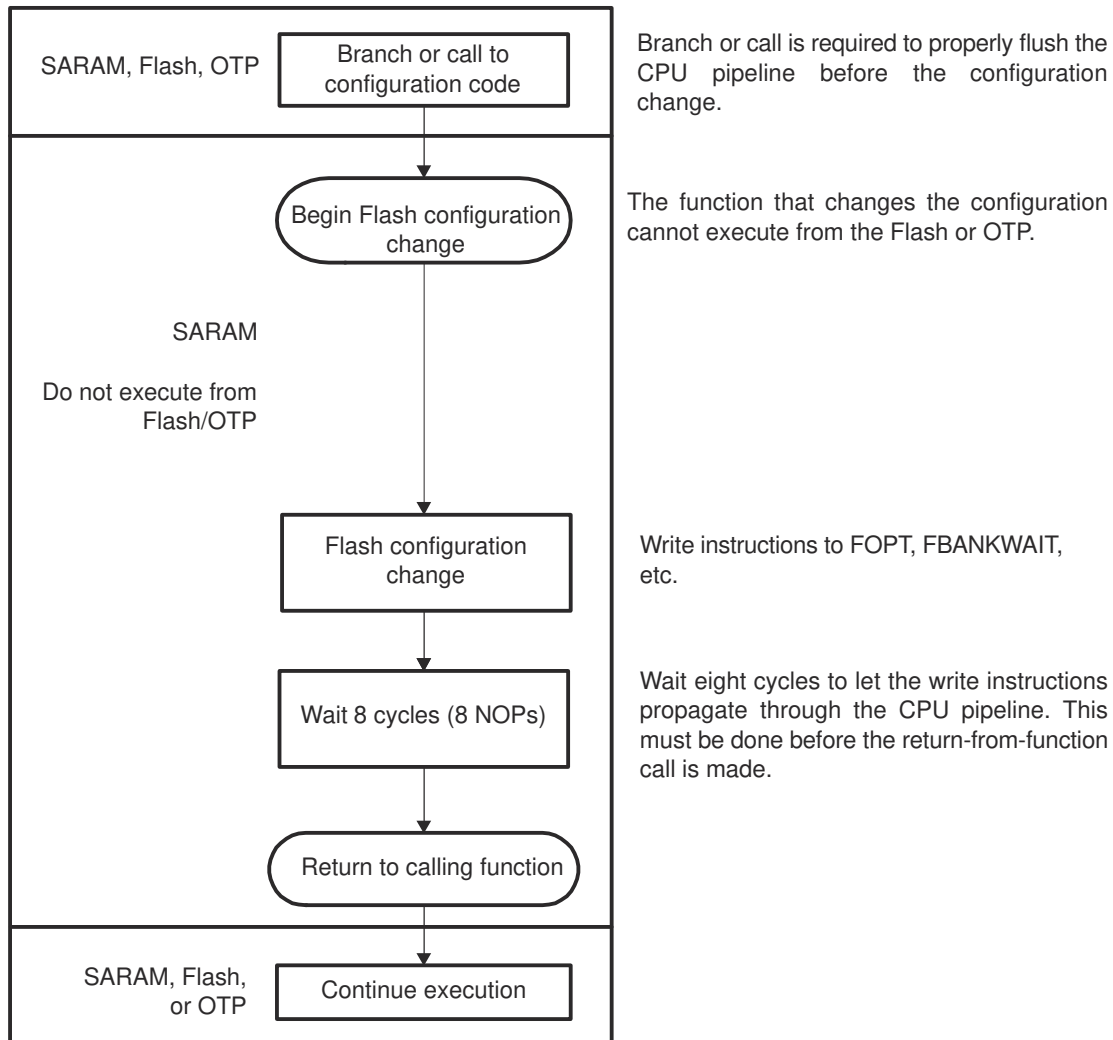 SARAM, Flash, OTP
Branch or call to
configuration code
Branch or call is required to properly flush the
CPU pipeline before the configuration
change.
Begin Flash configuration
change
The function that changes the configuration
cannot execute from the Flash or OTP.
SARAM
Do not execute from
Flash/OTP
Flash configuration
change
Write instructions to FOPT, FBANKWAIT,
etc.
Wait 8 cycles (8 NOPs)
Wait eight cycles to let the write instructions
propagate through the CPU pipeline. This
must be done before the return-from-function
call is made.
Return to calling function
SARAM, Flash,
or OTP
Continue execution